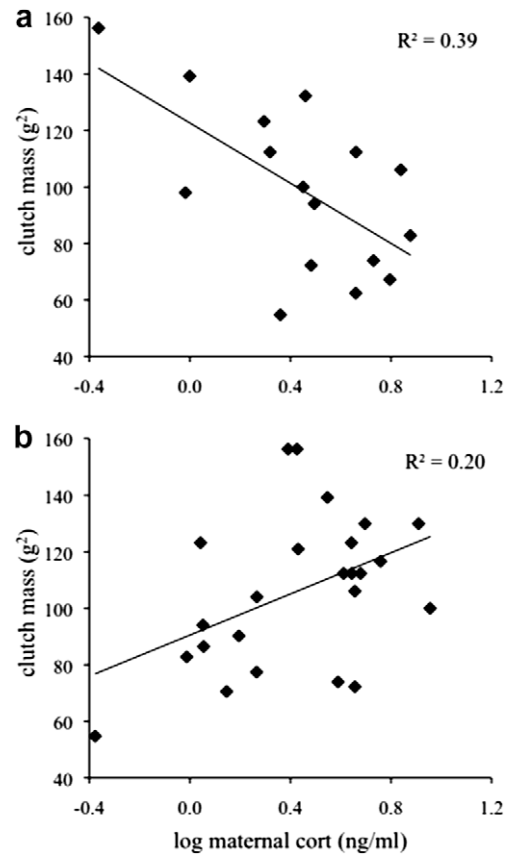 a
R² = 0.39
clutch mass (g²)
160
140
120
100
80
60
40
-0.4 0.0 0.4 0.8 1.2
b
R² = 0.20
clutch mass (g²)
160
140
120
100
80
60
40
-0.4 0.0 0.4 0.8 1.2
log maternal cort (ng/ml)